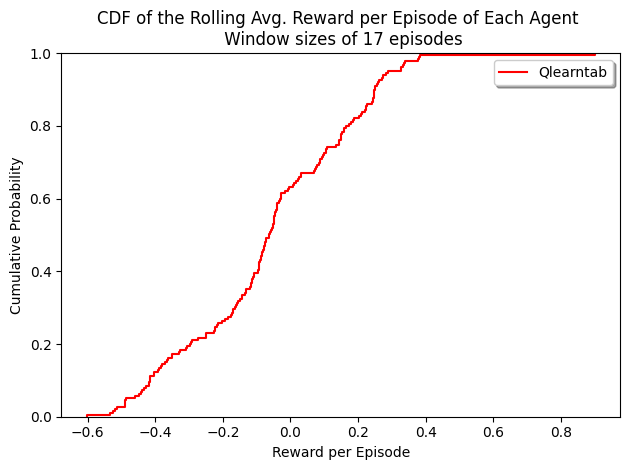 CDF of the Rolling Avg. Reward per Episode of Each Agent
Window sizes of 17 episodes
Qlearntab
1.0
0.8
0.6
0.4
0.2
0.0
Cumulative Probability
−0.6 −0.4 −0.2 0.0 0.2 0.4 0.6 0.8
Reward per Episode